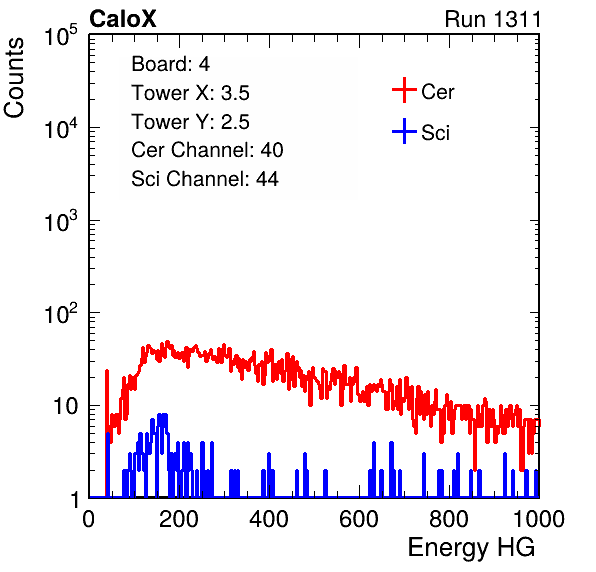 CaloX Run 1311
Counts
10^5
10^4
10^3
10^2
10
1
Board: 4
Tower X: 3.5
Tower Y: 2.5
Cer Channel: 40
Sci Channel: 44
Cer
Sci
0 200 400 600 800 1000
Energy HG